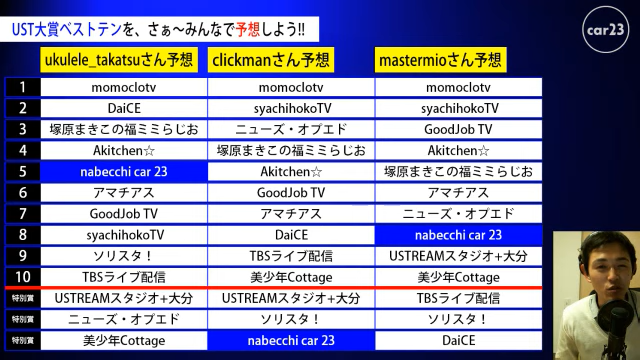 UST大賞ベストテンを、さぁ～みんなで予想しよう!!
car23
ukulele_takatsuさん予想 clickmanさん予想 mastermioさん予想
1 momoclotv momoclotv momoclotv
2 DaiCE syachihokoTV syachihokoTV
3 塚原まきこの福ミミらじお ニューズ・オプエド GoodJob TV
4 Akitchen☆ 塚原まきこの福ミミらじお Akitchen☆
5 nabecchi car 23 Akitchen☆ 塚原まきこの福ミミらじお
6 アマチアス GoodJob TV アマチアス
7 GoodJob TV アマチアス ニューズ・オプエド
8 syachihokoTV DaiCE nabecchi car 23
9 ソリスタ！ TBSライブ配信 USTREAMスタジオ+大分
10 TBSライブ配信 美少年Cottage 美少年Cottage
特別賞 USTREAMスタジオ+大分 USTREAMスタジオ+大分 TBSライブ配信
特別賞 ニューズ・オプエド ソリスタ！ ソリスタ！
特別賞 美少年Cottage nabecchi car 23 DaiCE